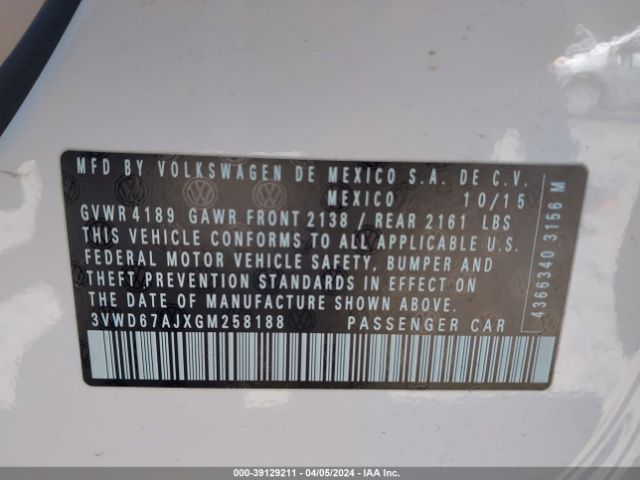 MFD BY VOLKSWAGEN DE MEXICO S.A. DE C.V.
MEXICO 10/15
GVWR 4189 GAWR FRONT 2138 / REAR 2161 LBS
THIS VEHICLE CONFORMS TO ALL APPLICABLE U.S.
FEDERAL MOTOR VEHICLE SAFETY, BUMPER AND
THEFT PREVENTION STANDARDS IN EFFECT ON
THE DATE OF MANUFACTURE SHOWN ABOVE.
3VWD67AJXGM258188 PASSENGER CAR
4366340 3156 M
000-39129211 - 04/05/2024 - IAA Inc.